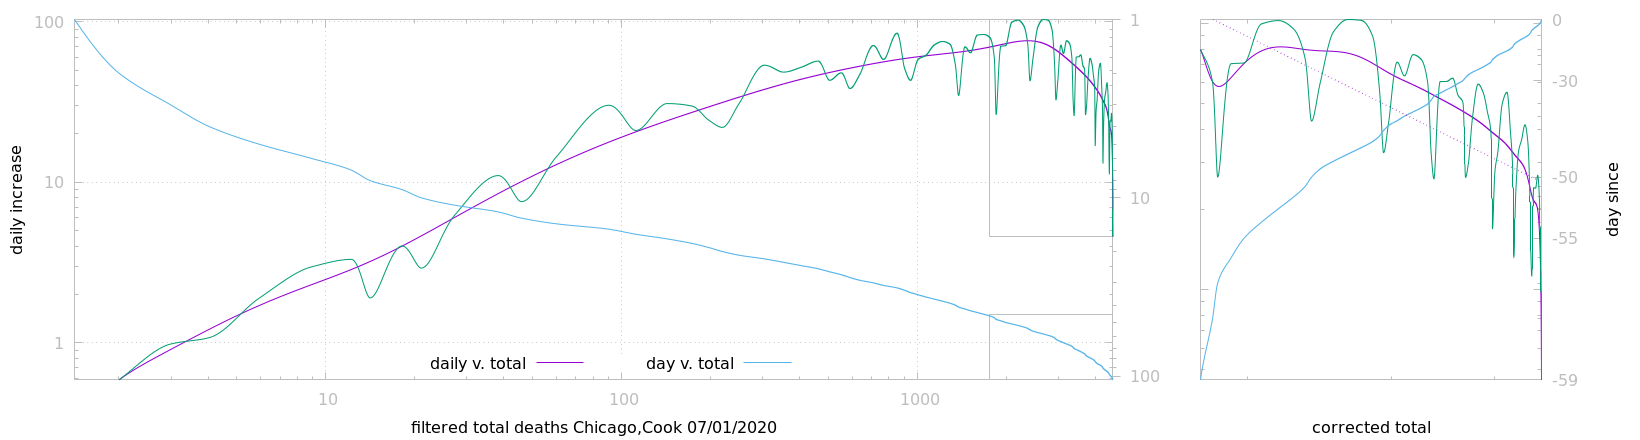 100
10
1
daily increase
10
100
1000
filtered total deaths Chicago,Cook 07/01/2020
daily v. total
day v. total
1
10
100
0
-30
-50
-55
-59
day since
corrected total